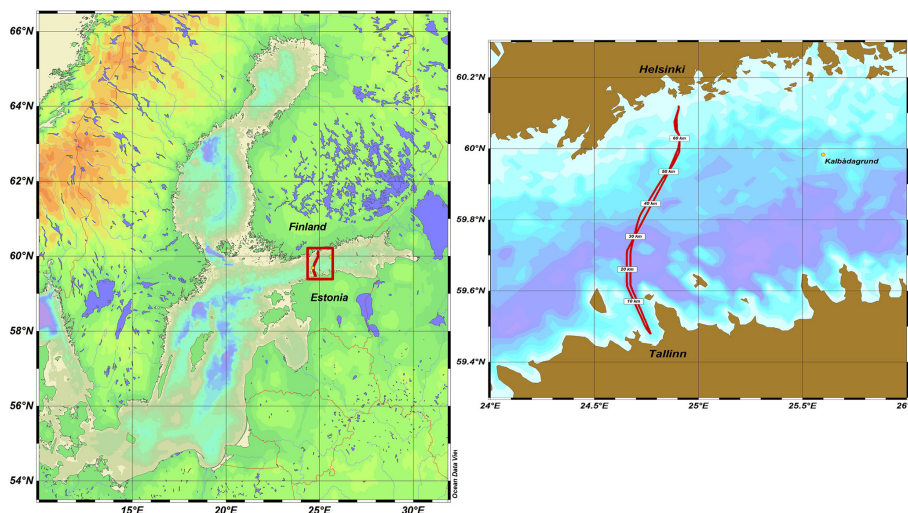 66°N
64°N
62°N
60°N
58°N
56°N
54°N
15°E
20°E
25°E
30°E
Finland
Estonia
Ocean Data View
60.2°N
60°N
59.8°N
59.6°N
59.4°N
24°E
24.5°E
25°E
25.5°E
26
Helsinki
60 km
50 km
40 km
30 km
20 km
10 km
Kalbådagrund
Tallinn